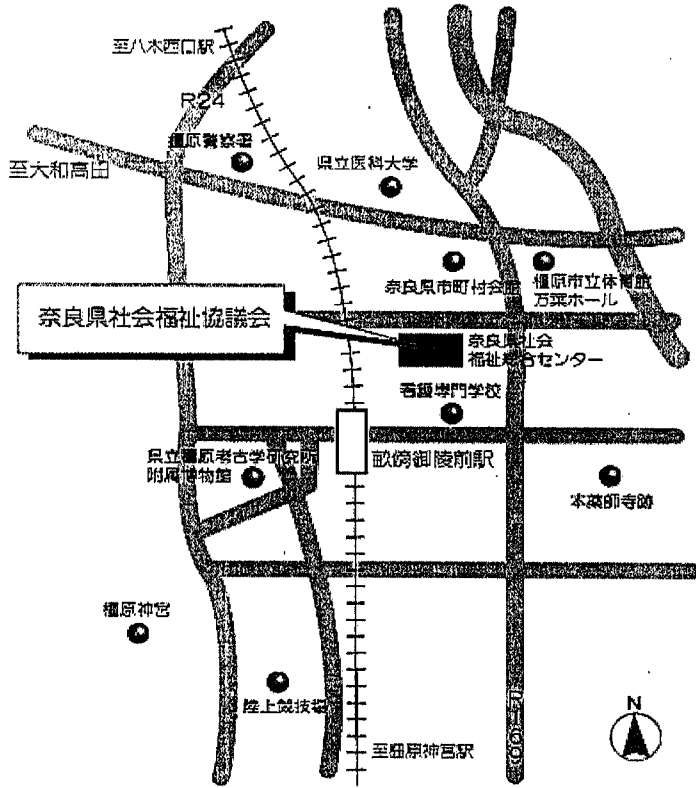 至八木西口駅
R24
橿原警察署
至大和高田
県立医科大学
奈良県市町村会館
橿原市立体育館
万葉ホール
奈良県社会福祉協議会
奈良県社会
福祉総合センター
看護専門学校
県立橿原考古学研究所
附属博物館
畝傍御陵前駅
本薬師寺跡
橿原神宮
陸上競技場
R169
N
至橿原神宮駅